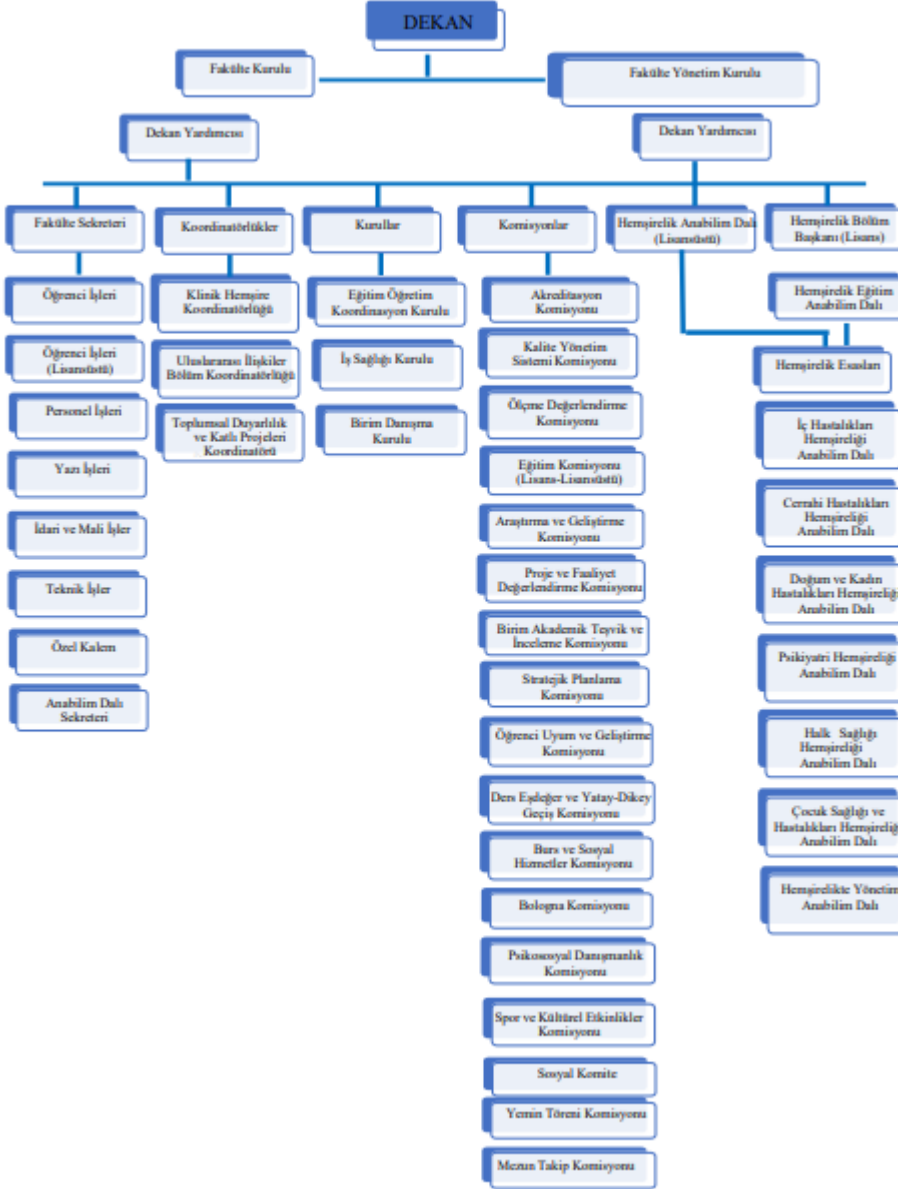 DEKAN
Fakülte Kurulu
Fakülte Yönetim Kurulu
Dekan Yardımcısı
Dekan Yardımcısı
Fakülte Sekreteri
Koordinatörlükler
Kurullar
Komisyonlar
Hemşirelik Anabilim Dalı
(Lisansüstü)
Hemşirelik Bölüm
Başkanı (Lisans)
Öğrenci İşleri
Öğrenci İşleri
(Lisansüstü)
Personel İşleri
Yazı İşleri
İdari ve Mali İşler
Teknik İşler
Özel Kalem
Anabilim Dalı
Sekreteri
Klinik Hemşire
Koordinatörlüğü
Uluslararası İlişkiler
Bölüm Koordinatörlüğü
Toplumsal Duyarlılık
ve Katlı Projeleri
Koordinatörü
Eğitim Öğretim
Koordinasyon Kurulu
İş Sağlığı Kurulu
Birim Danışma
Kurulu
Akreditasyon
Komisyonu
Kalite Yönetim
Sistemi Komisyonu
Ölçme Değerlendirme
Komisyonu
Eğitim Komisyonu
(Lisans-Lisansüstü)
Araştırma ve Geliştirme
Komisyonu
Proje ve Faaliyet
Değerlendirme Komisyonu
Birim Akademik Teşvik ve
İnceleme Komisyonu
Stratejik Planlama
Komisyonu
Öğrenci Uyum ve Geliştirme
Komisyonu
Ders Eşdeğer ve Yatay-Dikey
Geçiş Komisyonu
Burs ve Sosyal
Hizmetler Komisyonu
Bologna Komisyonu
Psikososyal Danışmanlık
Komisyonu
Spor ve Kültürel Etkinlikler
Komisyonu
Sosyal Komite
Yemin Töreni Komisyonu
Mezun Takip Komisyonu
Hemşirelik Eğitim
Anabilim Dalı
Hemşirelik Esasları
İç Hastalıkları
Hemşireliği
Anabilim Dalı
Cerrahi Hastalıkları
Hemşireliği
Anabilim Dalı
Doğum ve Kadın
Hastalıkları Hemşireliği
Anabilim Dalı
Psikiyatri Hemşireliği
Anabilim Dalı
Halk Sağlığı
Hemşireliği
Anabilim Dalı
Çocuk Sağlığı ve
Hastalıkları Hemşireliği
Anabilim Dalı
Hemşirelikte Yönetim
Anabilim Dalı